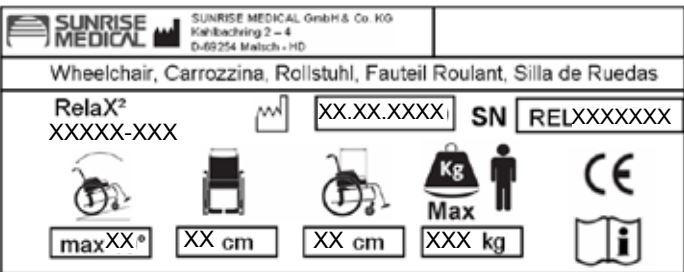 SUNRISE
MEDICAL
SUNRISE MEDICAL GmbH & Co. KG
Kahlbachring 2 – 4
D-69254 Malsch - HD
Wheelchair, Carrozzina, Rollstuhl, Fauteil Roulant, Silla de Ruedas
RelaX²
XXXXX-XXX
XX.XX.XXXX
SN RELXXXXXXX
Kg
Max
CE
maxXX°
XX cm
XX cm
XXX kg
i